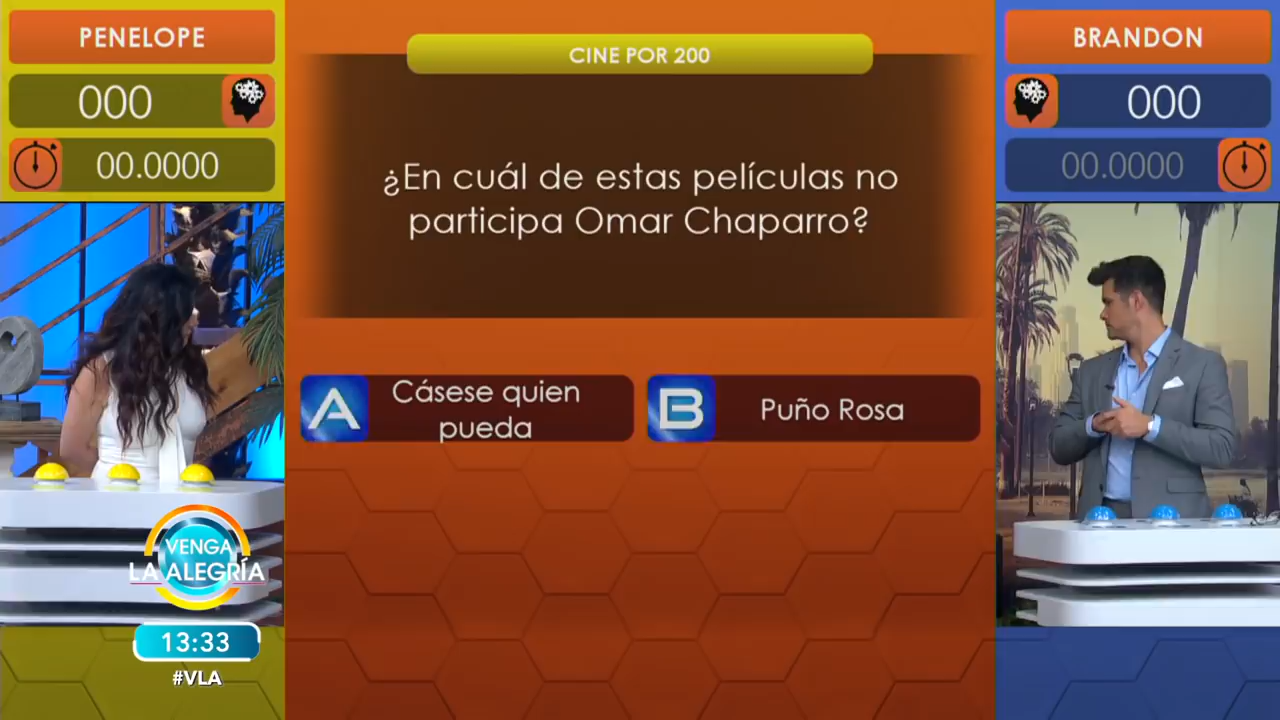 PENELOPE
000
00.0000
CINE POR 200
¿En cuál de estas películas no
participa Omar Chaparro?
A
Cásese quien
pueda
B
Puño Rosa
BRANDON
000
00.0000
VENGA
LA ALEGRÍA
13:33
#VLA